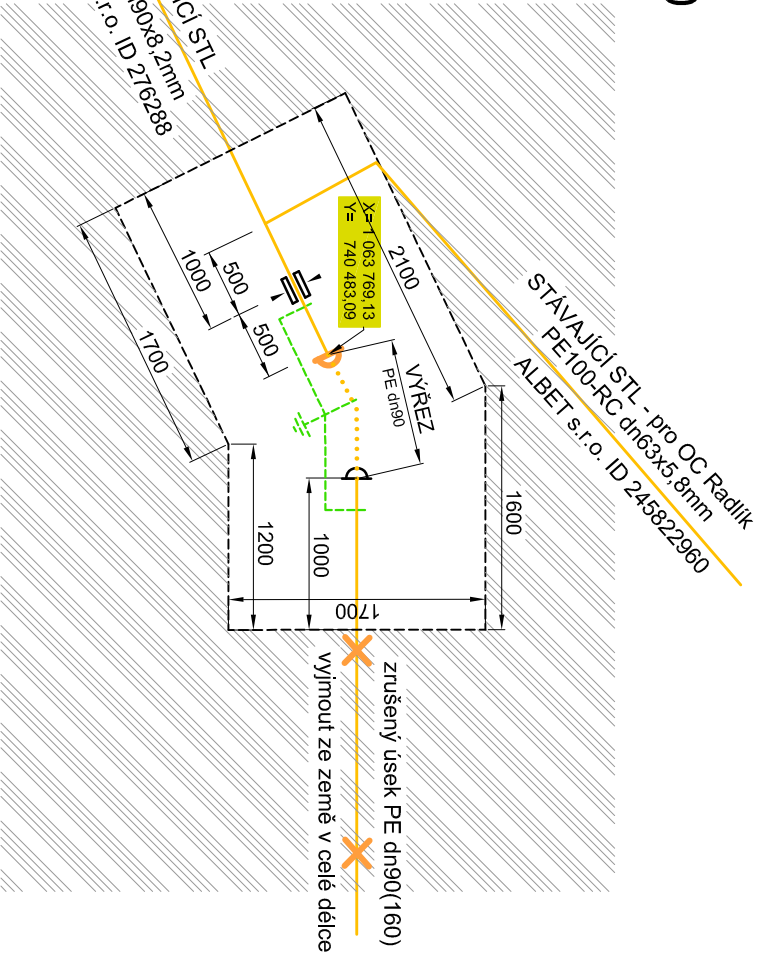 ICÍ STL
90x8,2mm
r.o. ID 276288
X= 1 063 769,13
Y= 740 483,09
2100
1000
500
500
1700
VÝŘEZ
PE dn90
STÁVAJÍCÍ STL - pro OC Radlík
PE100-RC dn63x5,8mm
ALBET s.r.o. ID 245822960
1600
1200
1000
1700
zrušený úsek PE dn90(160)
vyjmout ze země v celé délce